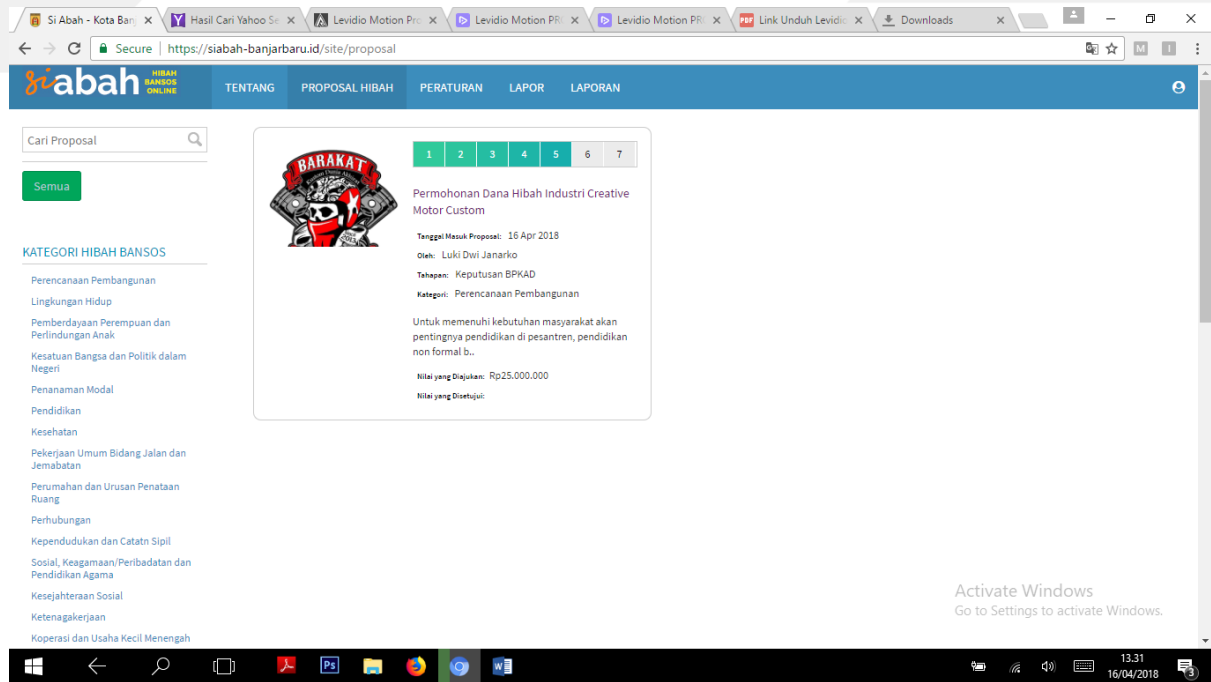 Si Abah - Kota Ban
Hasil Cari Yahoo Se
Levidio Motion Pro
Levidio Motion PR
Levidio Motion PR
Link Unduh Levidio
Downloads
Secure | https://siabah-banjarbaru.id/site/proposal
M
I
siabah HIBAH
BANSOS
ONLINE
TENTANG
PROPOSAL HIBAH
PERATURAN
LAPOR
LAPORAN
Cari Proposal
Semua
KATEGORI HIBAH BANSOS
Perencanaan Pembangunan
Lingkungan Hidup
Pemberdayaan Perempuan dan
Perlindungan Anak
Kesatuan Bangsa dan Politik dalam
Negeri
Penanaman Modal
Pendidikan
Kesehatan
Pekerjaan Umum Bidang Jalan dan
Jemabatan
Perumahan dan Urusan Penataan
Ruang
Perhubungan
Kependudukan dan Catatn Sipil
Sosial, Keagamaan/Peribadatan dan
Pendidikan Agama
Kesejahteraan Sosial
Ketenagakerjaan
Koperasi dan Usaha Kecil Menengah
BARAKAT
1 2 3 4 5 6 7
Permohonan Dana Hibah Industri Creative
Motor Custom
Tanggal Masuk Proposal: 16 Apr 2018
Oleh: Luki Dwi Janarko
Tahapan: Keputusan BPKAD
Kategori: Perencanaan Pembangunan
Untuk memenuhi kebutuhan masyarakat akan
pentingnya pendidikan di pesantren, pendidikan
non formal b..
Nilai yang Diajukan: Rp25.000.000
Nilai yang Disetujui:
Activate Windows
Go to Settings to activate Windows.
Ps
13.31
16/04/2018
3